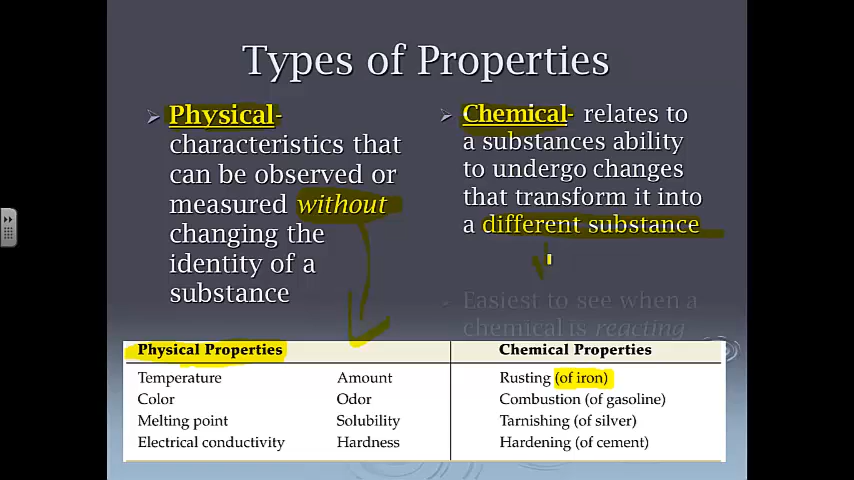 Types of Properties
Physical-
characteristics that
can be observed or
measured without
changing the
identity of a
substance
Chemical- relates to
a substances ability
to undergo changes
that transform it into
a different substance
Easiest to see when a
chemical is reacting
Physical Properties
Temperature Amount
Color Odor
Melting point Solubility
Electrical conductivity Hardness
Chemical Properties
Rusting (of iron)
Combustion (of gasoline)
Tarnishing (of silver)
Hardening (of cement)